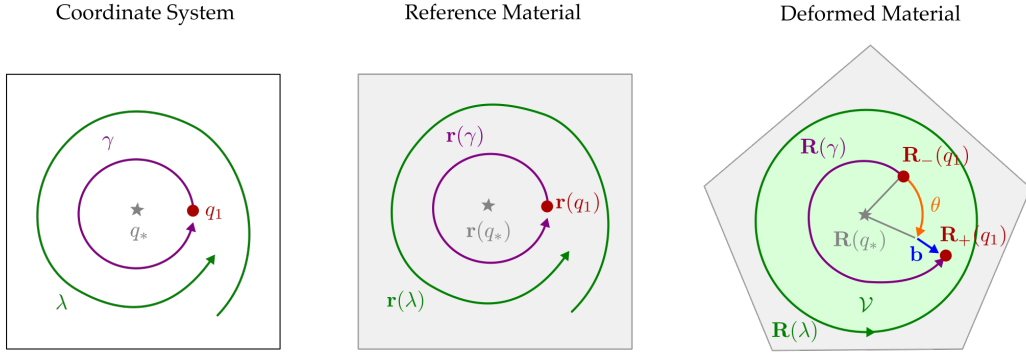 Coordinate System
γ
q₁
q*
λ
Reference Material
r(γ)
r(q₁)
r(q*)
r(λ)
Deformed Material
R(γ)
R₋(q₁)
θ
R(q*)
R₊(q₁)
b
𝒱
R(λ)